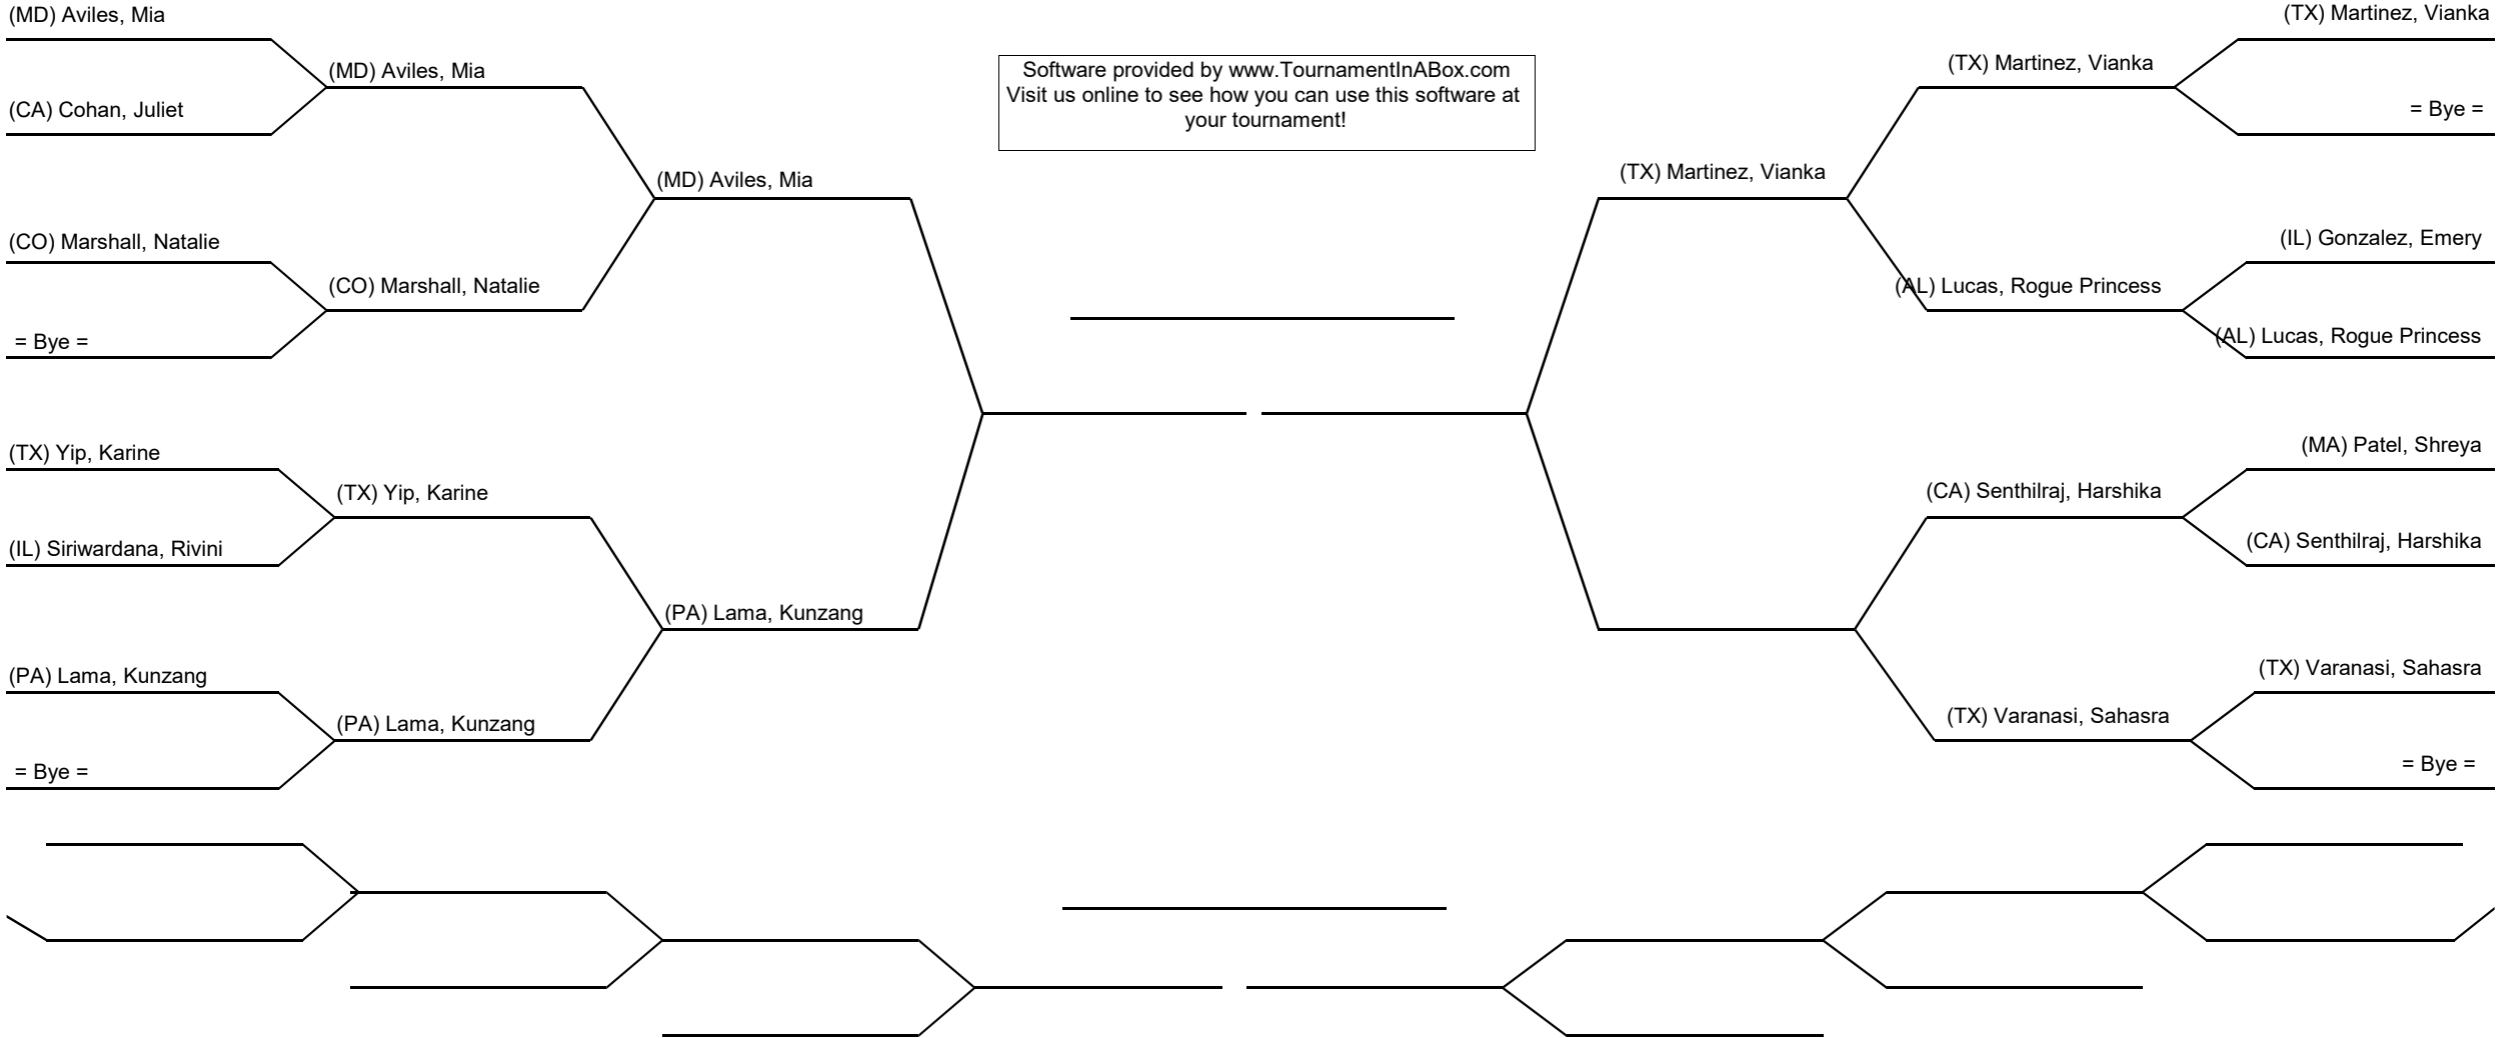 (MD) Aviles, Mia
(CA) Cohan, Juliet
(CO) Marshall, Natalie
= Bye =
(TX) Yip, Karine
(IL) Siriwardana, Rivini
(PA) Lama, Kunzang
= Bye =
(MD) Aviles, Mia
(CO) Marshall, Natalie
(TX) Yip, Karine
(PA) Lama, Kunzang
(MD) Aviles, Mia
(PA) Lama, Kunzang
Software provided by www.TournamentInABox.com
Visit us online to see how you can use this software at
your tournament!
(TX) Martinez, Vianka
(TX) Martinez, Vianka
(AL) Lucas, Rogue Princess
(CA) Senthilraj, Harshika
(TX) Varanasi, Sahasra
(TX) Martinez, Vianka
= Bye =
(IL) Gonzalez, Emery
(AL) Lucas, Rogue Princess
(MA) Patel, Shreya
(CA) Senthilraj, Harshika
(TX) Varanasi, Sahasra
= Bye =